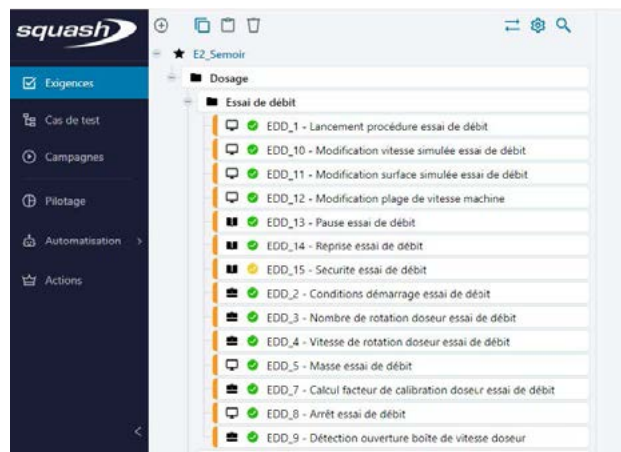 squash
E2_Semoir
Exigences
Dosage
Essai de débit
Cas de test
EDD_1 - Lancement procédure essai de débit
EDD_10 - Modification vitesse simulée essai de débit
Campagnes
EDD_11 - Modification surface simulée essai de débit
EDD_12 - Modification plage de vitesse machine
Pilotage
EDD_13 - Pause essai de débit
Automatisation
EDD_14 - Reprise essai de débit
EDD_15 - Securite essai de débit
Actions
EDD_2 - Conditions démarrage essai de débit
EDD_3 - Nombre de rotation doseur essai de débit
EDD_4 - Vitesse de rotation doseur essai de débit
EDD_5 - Masse essai de débit
EDD_7 - Calcul facteur de calibration doseur essai de débit
EDD_8 - Arrêt essai de débit
EDD_9 - Détection ouverture boîte de vitesse doseur